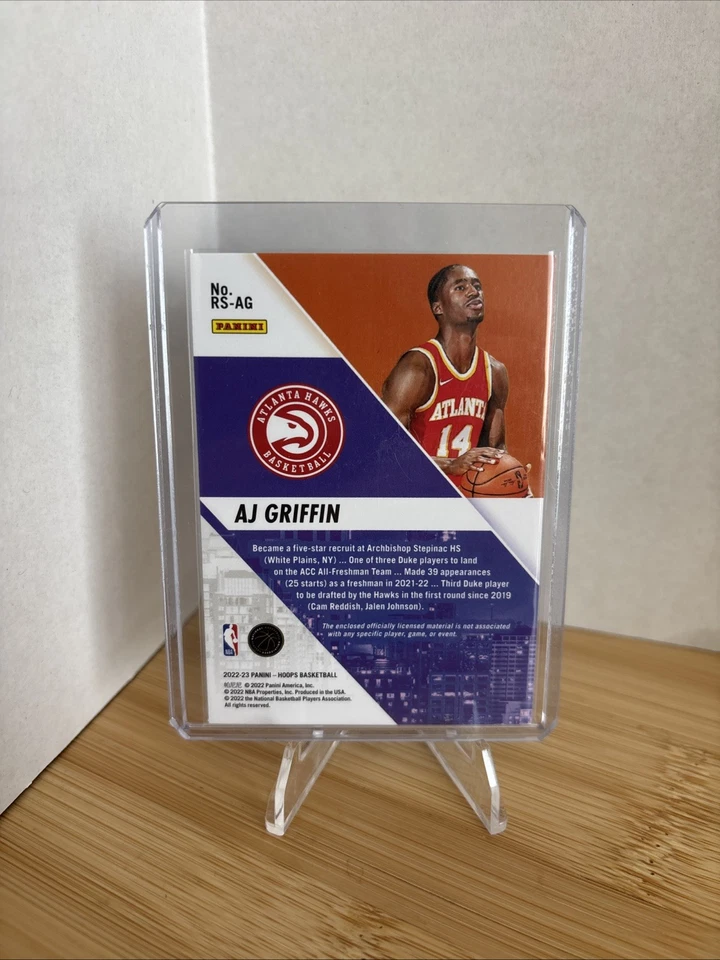 No.
RS-AG
PANINI
ATLANTA HAWKS
BASKETBALL
ATLANT
14
AJ GRIFFIN
Became a five-star recruit at Archbishop Stepinac HS
(White Plains, NY) ... One of three Duke players to land
on the ACC All-Freshman Team ... Made 39 appearances
(25 starts) as a freshman in 2021-22 ... Third Duke player
to be drafted by the Hawks in the first round since 2019
(Cam Reddish, Jalen Johnson).
The enclosed officially licensed material is not associated
with any specific player, game, or event.
2022-23 PANINI – HOOPS BASKETBALL
帕尼尼 © 2022 Panini America, Inc.
© 2022 NBA Properties, Inc. Produced in the USA.
© 2022 the National Basketball Players Association.
All rights reserved.